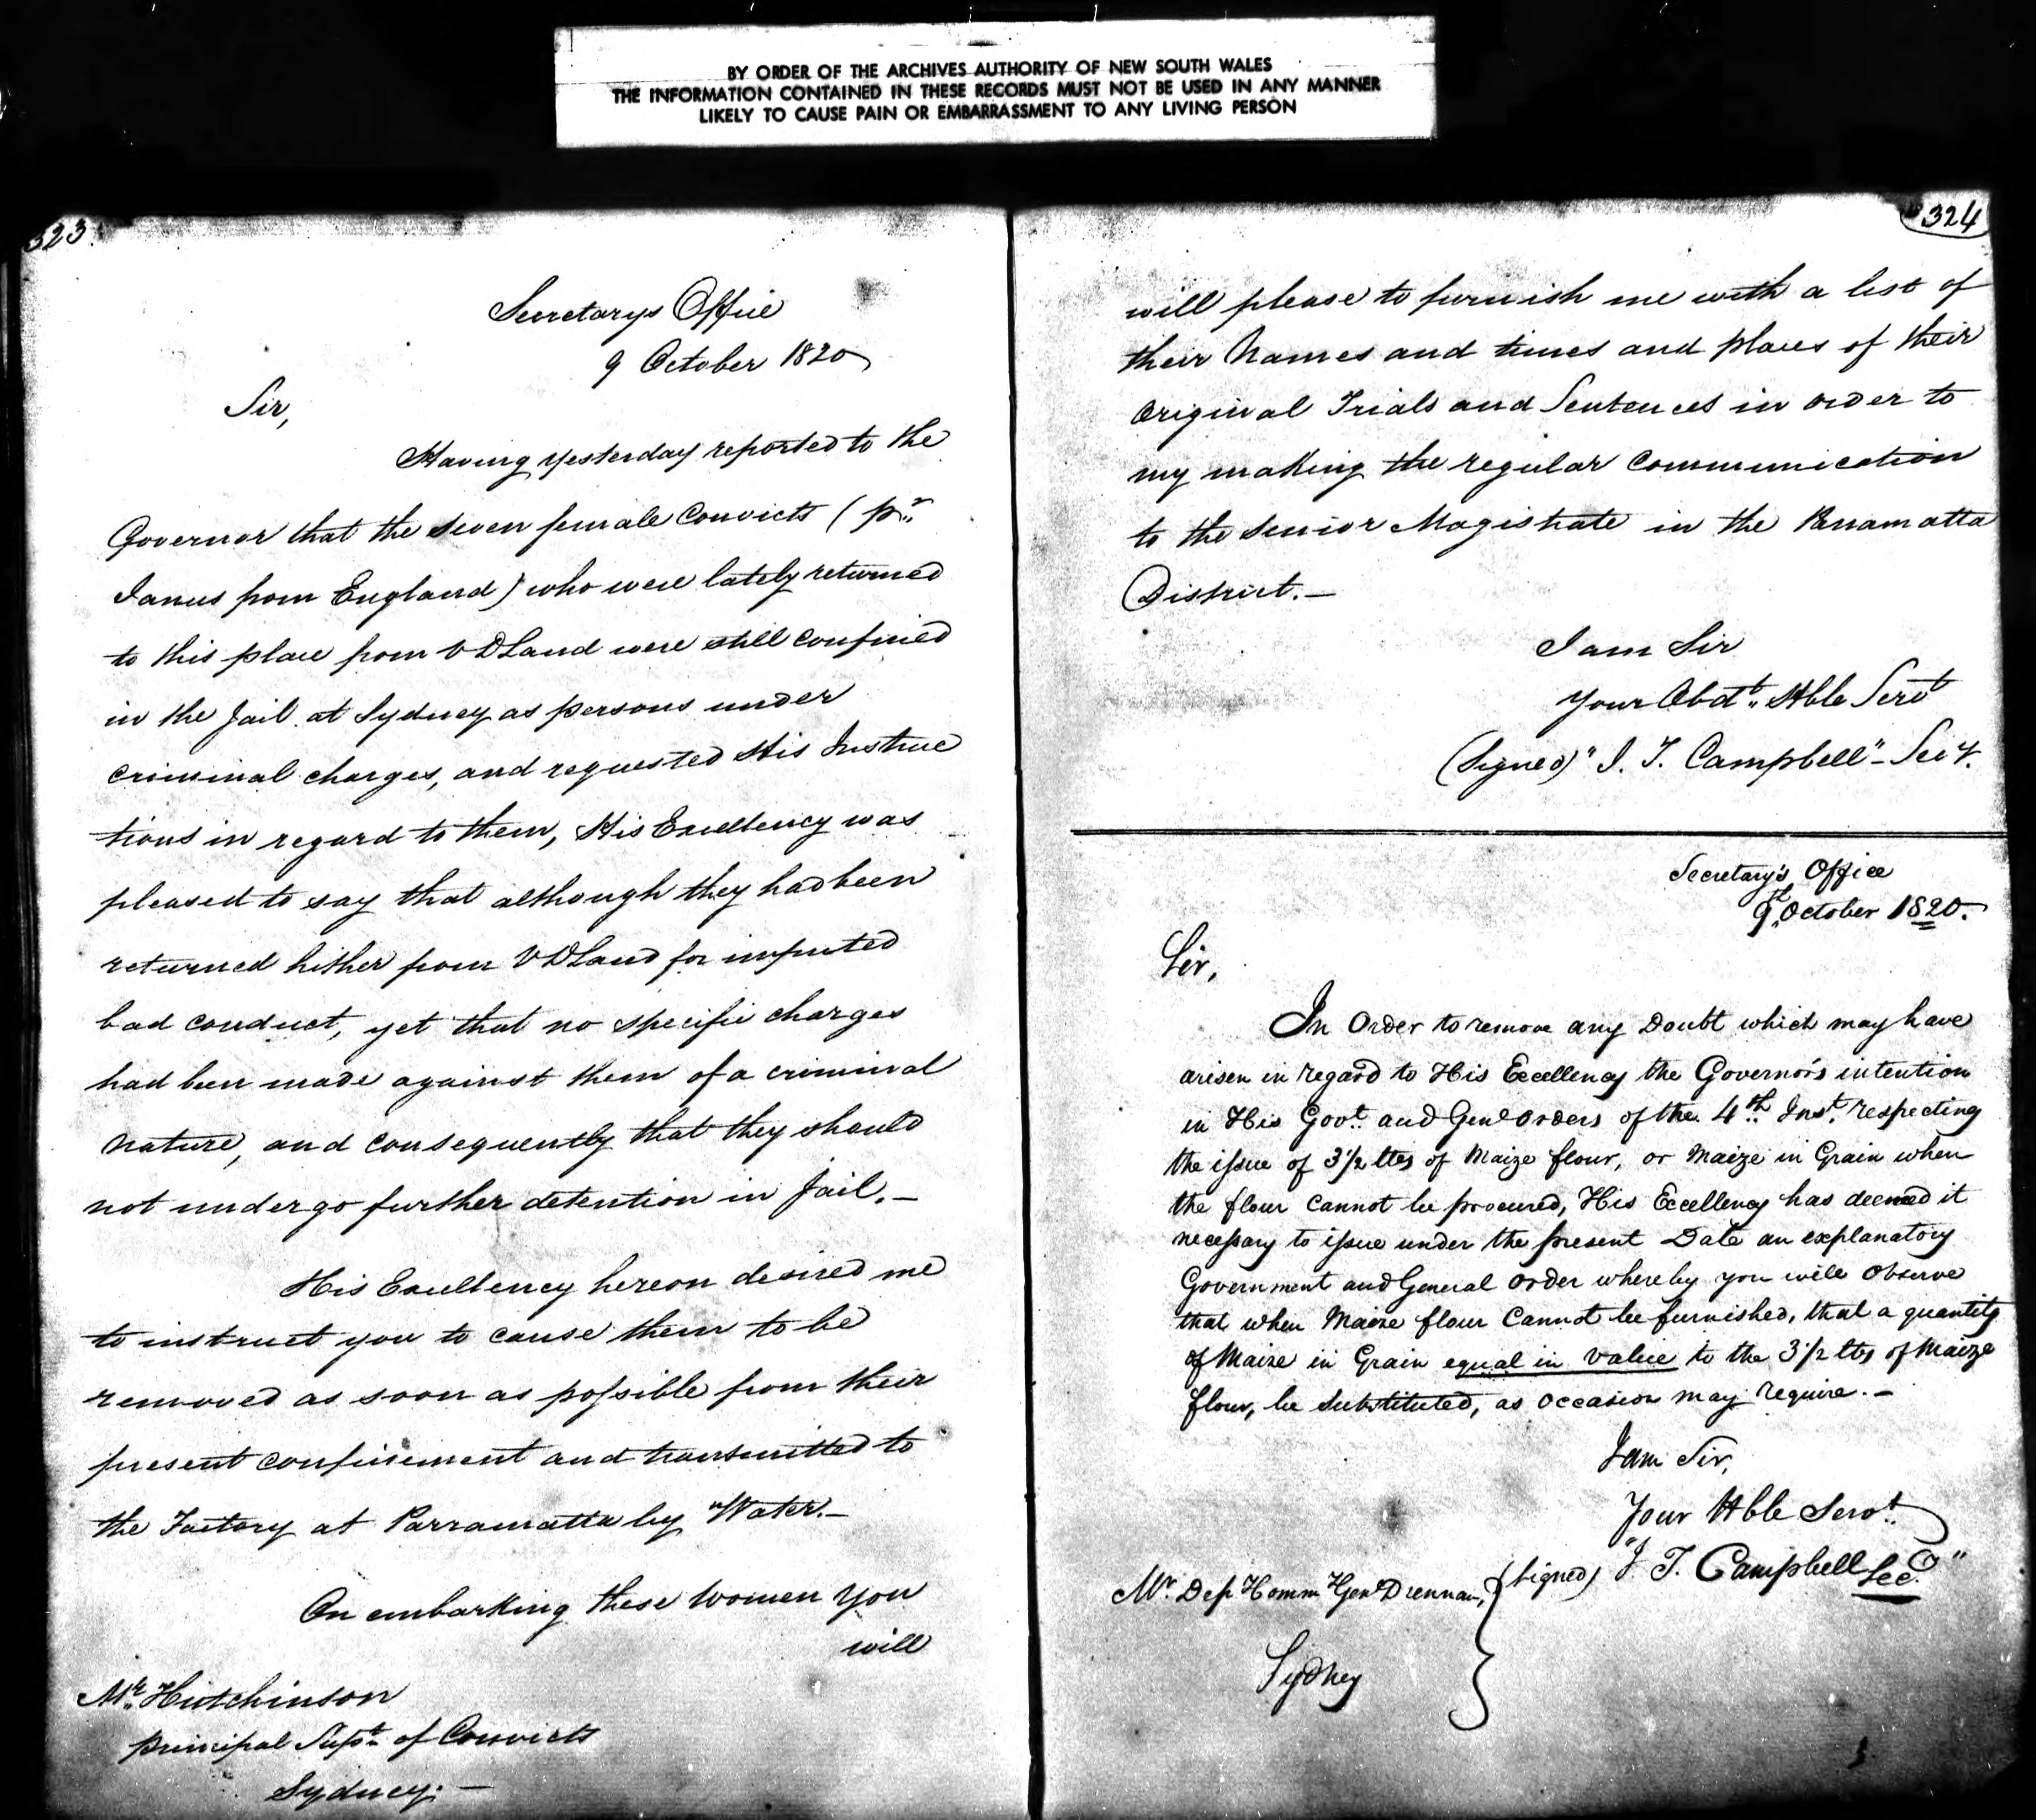 BY ORDER OF THE ARCHIVES AUTHORITY OF NEW SOUTH WALES
THE INFORMATION CONTAINED IN THESE RECORDS MUST NOT BE USED IN ANY MANNER
LIKELY TO CAUSE PAIN OR EMBARRASSMENT TO ANY LIVING PERSON
323
Secretarys Office
9 October 1820
Sir,
Having yesterday reported to the
Governor that the seven female Convicts ( pr.
Janus from England) who were lately returned
to this place from V D Land were still confined
in the Jail at Sydney as persons under
criminal charges, and requested His Instruc
tions in regard to them, His Excellency was
pleased to say that although they had been
returned hither from V D Land for imputed
bad conduct, yet that no specific charges
had been made against them of a criminal
nature, and consequently that they should
not undergo further detention in Jail. —
His Excellency hereon desired me
to instruct you to cause them to be
removed as soon as possible from their
present confinement and transmitted to
the Factory at Parramatta by Water. —
On embarking these Women You
will
Mr. Hutchinson
principal Supt. of Convicts
Sydney. —
324
will please to furnish me with a list of
their Names and times and places of their
Original Trials and Sentences in order to
my making the regular communication
to the Senior Magistrate in the Parramatta
District. —
I am Sir
Your Obdt. Hble Servt
(Signed) "J. T. Campbell" - Secy.
Secretary's Office
9th. October 1820.
Sir,
In Order to remove any Doubt which may have
arisen in regard to His Excellency the Governor's intention
in His Govt. and Genl Orders of the 4th. Inst. respecting
the issue of 3 1/2 lbs of Maize flour, or Maize in Grain when
the flour cannot be procured, His Excellency has deemed it
necessary to issue under the present Date an explanatory
Government and General Order whereby you will observe
that when Maize flour Cannot be furnished, that a quantity
of Maize in Grain equal in value to the 3 1/2 lbs of Maize
flour, be substituted, as occasion may require. —
I am Sir,
Your Hble Servt.
(signed) "J. T. Campbell Secy."
Mr. Dep Comm Genl Drennan,
Sydney